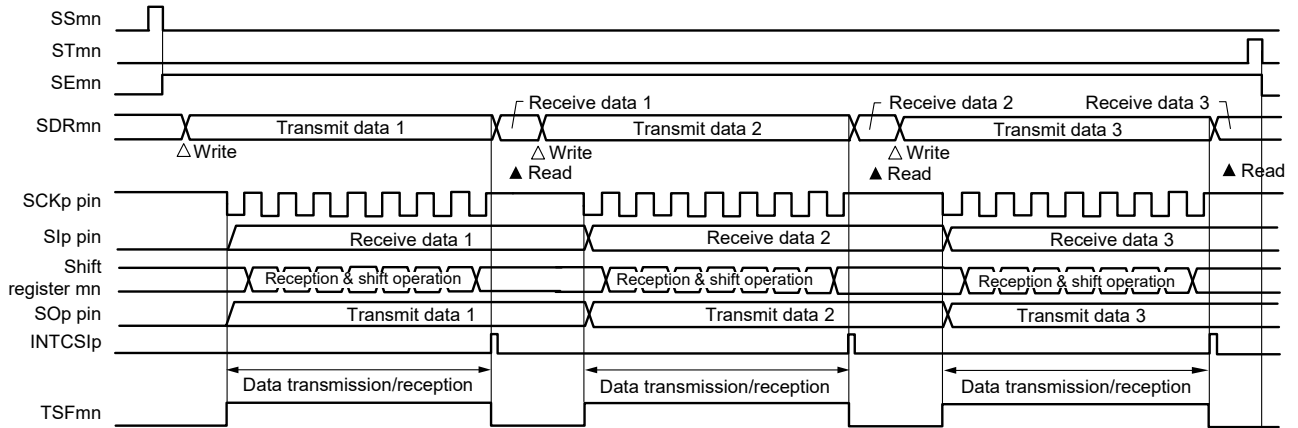 SSmn
STmn
SEmn
Receive data 1 Receive data 2 Receive data 3
SDRmn Transmit data 1 Transmit data 2 Transmit data 3
△Write △ Write △ Write
▲ Read ▲ Read ▲ Read
SCKp pin
SIp pin Receive data 1 Receive data 2 Receive data 3
Shift
register mn Reception & shift operation Reception & shift operation Reception & shift operation
SOp pin Transmit data 1 Transmit data 2 Transmit data 3
INTCSIp
Data transmission/reception Data transmission/reception Data transmission/reception
TSFmn